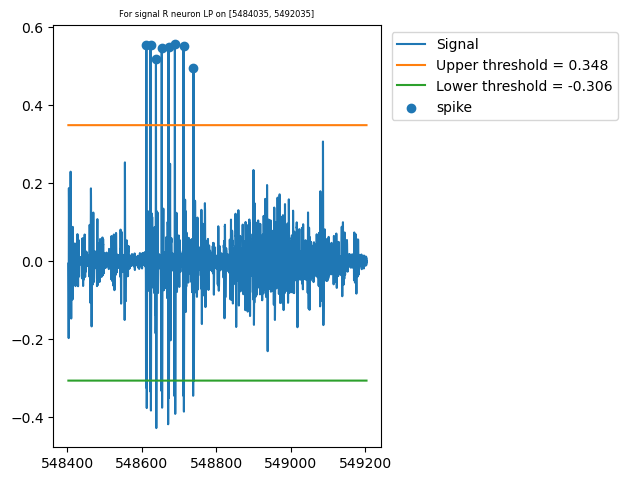 For signal R neuron LP on [5484035, 5492035]
Signal
Upper threshold = 0.348
Lower threshold = -0.306
spike
0.6
0.4
0.2
0.0
−0.2
−0.4
548400 548600 548800 549000 549200